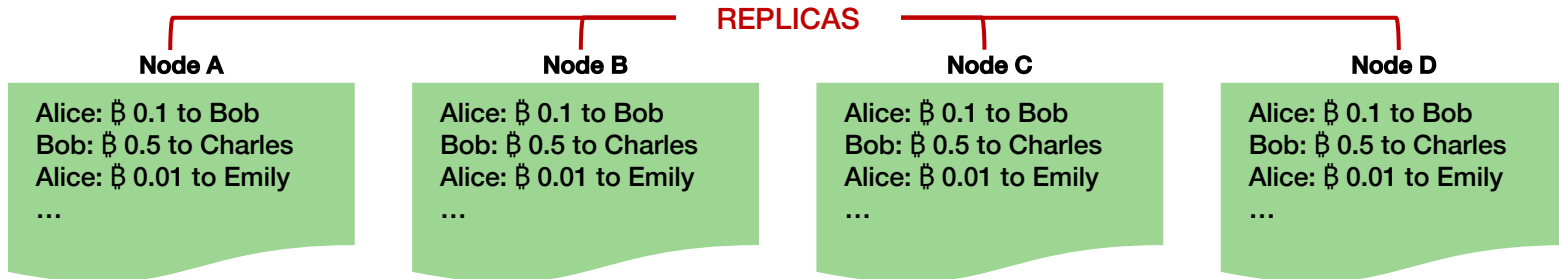 REPLICAS
Node A
Alice: ₿ 0.1 to Bob
Bob: ₿ 0.5 to Charles
Alice: ₿ 0.01 to Emily
…
Node B
Alice: ₿ 0.1 to Bob
Bob: ₿ 0.5 to Charles
Alice: ₿ 0.01 to Emily
…
Node C
Alice: ₿ 0.1 to Bob
Bob: ₿ 0.5 to Charles
Alice: ₿ 0.01 to Emily
…
Node D
Alice: ₿ 0.1 to Bob
Bob: ₿ 0.5 to Charles
Alice: ₿ 0.01 to Emily
…